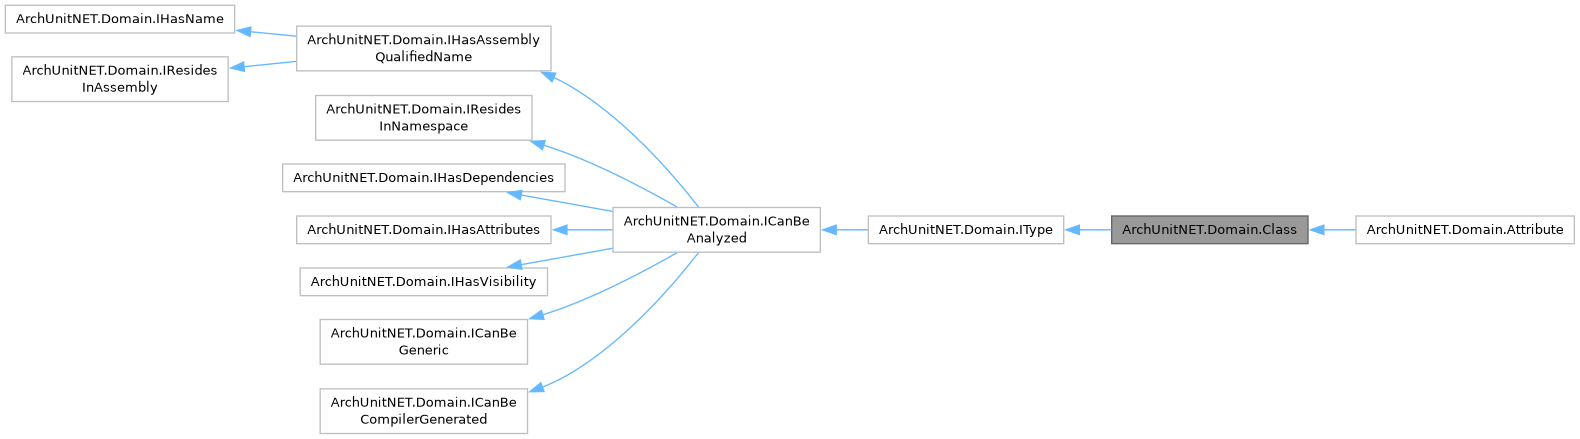 ArchUnitNET.Domain.IHasName
ArchUnitNET.Domain.IResides
InAssembly
ArchUnitNET.Domain.IHasAssembly
QualifiedName
ArchUnitNET.Domain.IResides
InNamespace
ArchUnitNET.Domain.IHasDependencies
ArchUnitNET.Domain.IHasAttributes
ArchUnitNET.Domain.IHasVisibility
ArchUnitNET.Domain.ICanBe
Generic
ArchUnitNET.Domain.ICanBe
CompilerGenerated
ArchUnitNET.Domain.ICanBe
Analyzed
ArchUnitNET.Domain.IType
ArchUnitNET.Domain.Class
ArchUnitNET.Domain.Attribute